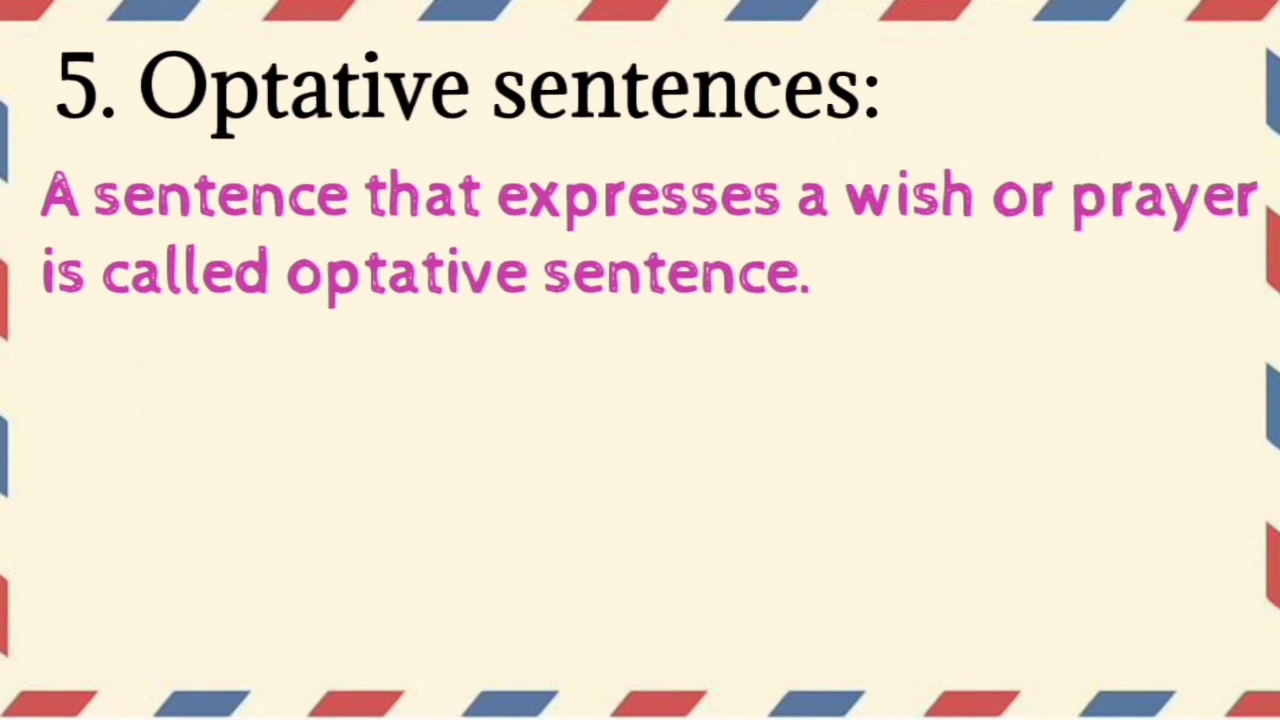 5. Optative sentences:
A sentence that expresses a wish or prayer
is called optative sentence.